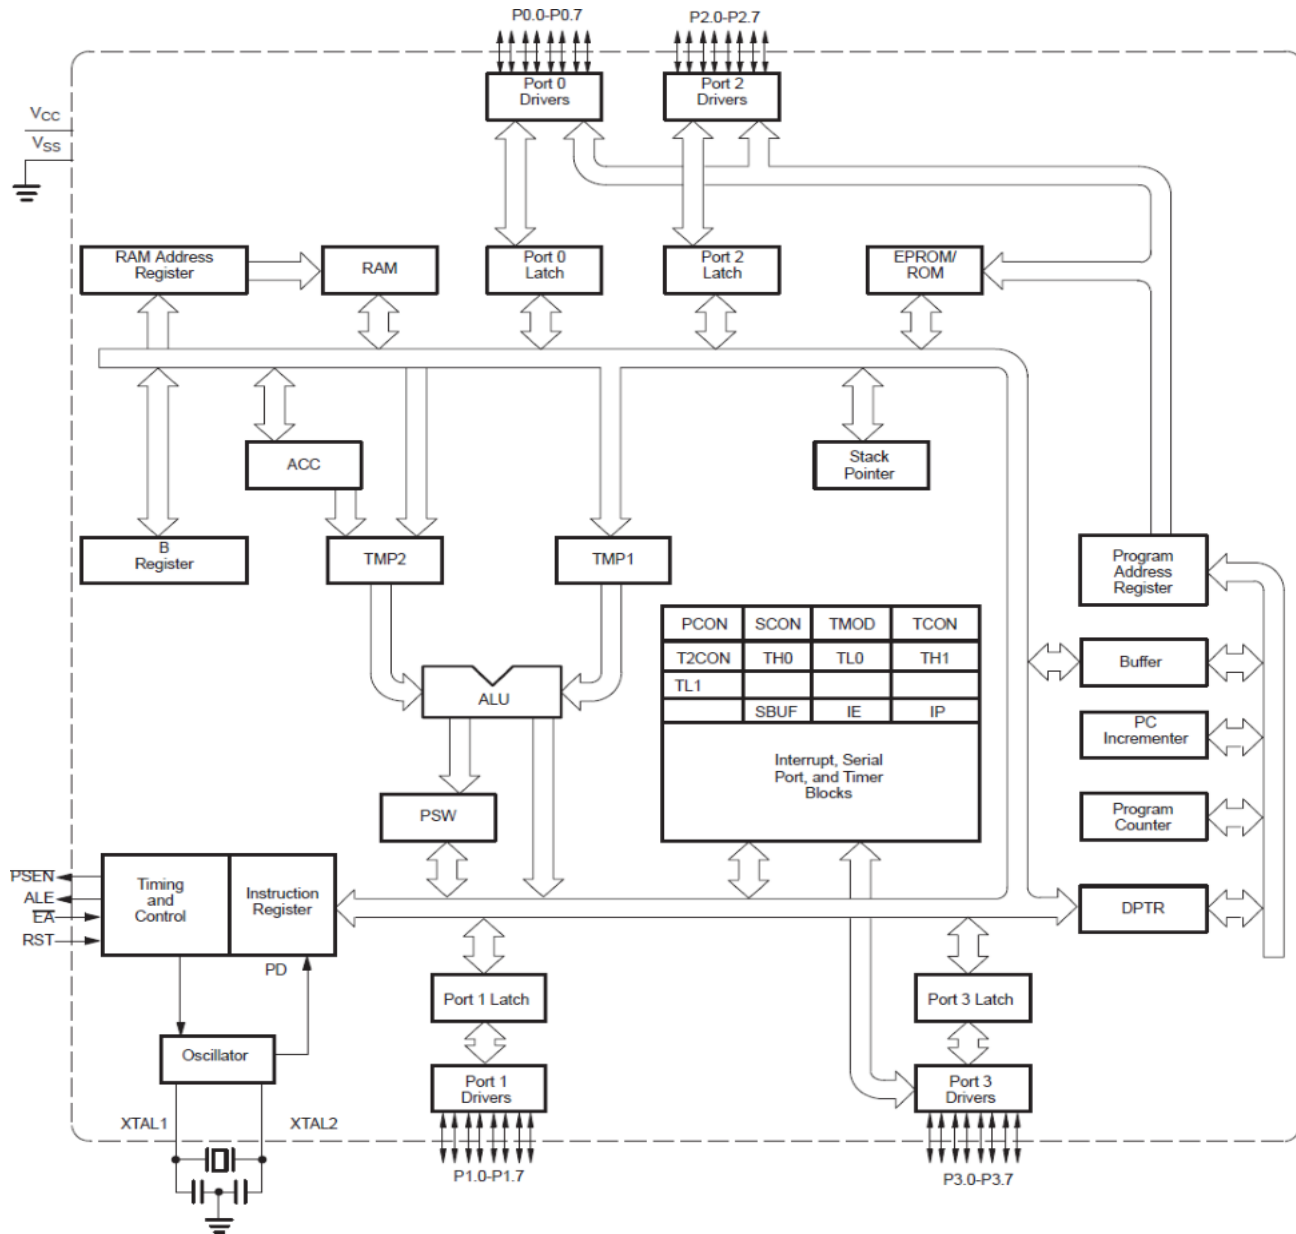 P0.0-P0.7
P2.0-P2.7
Port 0
Drivers
Port 2
Drivers
VCC
VSS
RAM Address
Register
RAM
Port 0
Latch
Port 2
Latch
EPROM/
ROM
ACC
Stack
Pointer
B
Register
TMP2
TMP1
Program
Address
Register
PCON SCON TMOD TCON
T2CON TH0 TL0 TH1
TL1
SBUF IE IP
Interrupt, Serial
Port, and Timer
Blocks
Buffer
ALU
PC
Incrementer
PSW
Program
Counter
PSEN
ALE
EA
RST
Timing
and
Control
Instruction
Register
DPTR
PD
Port 1 Latch
Port 3 Latch
Oscillator
Port 1
Drivers
Port 3
Drivers
XTAL1
XTAL2
P1.0-P1.7
P3.0-P3.7